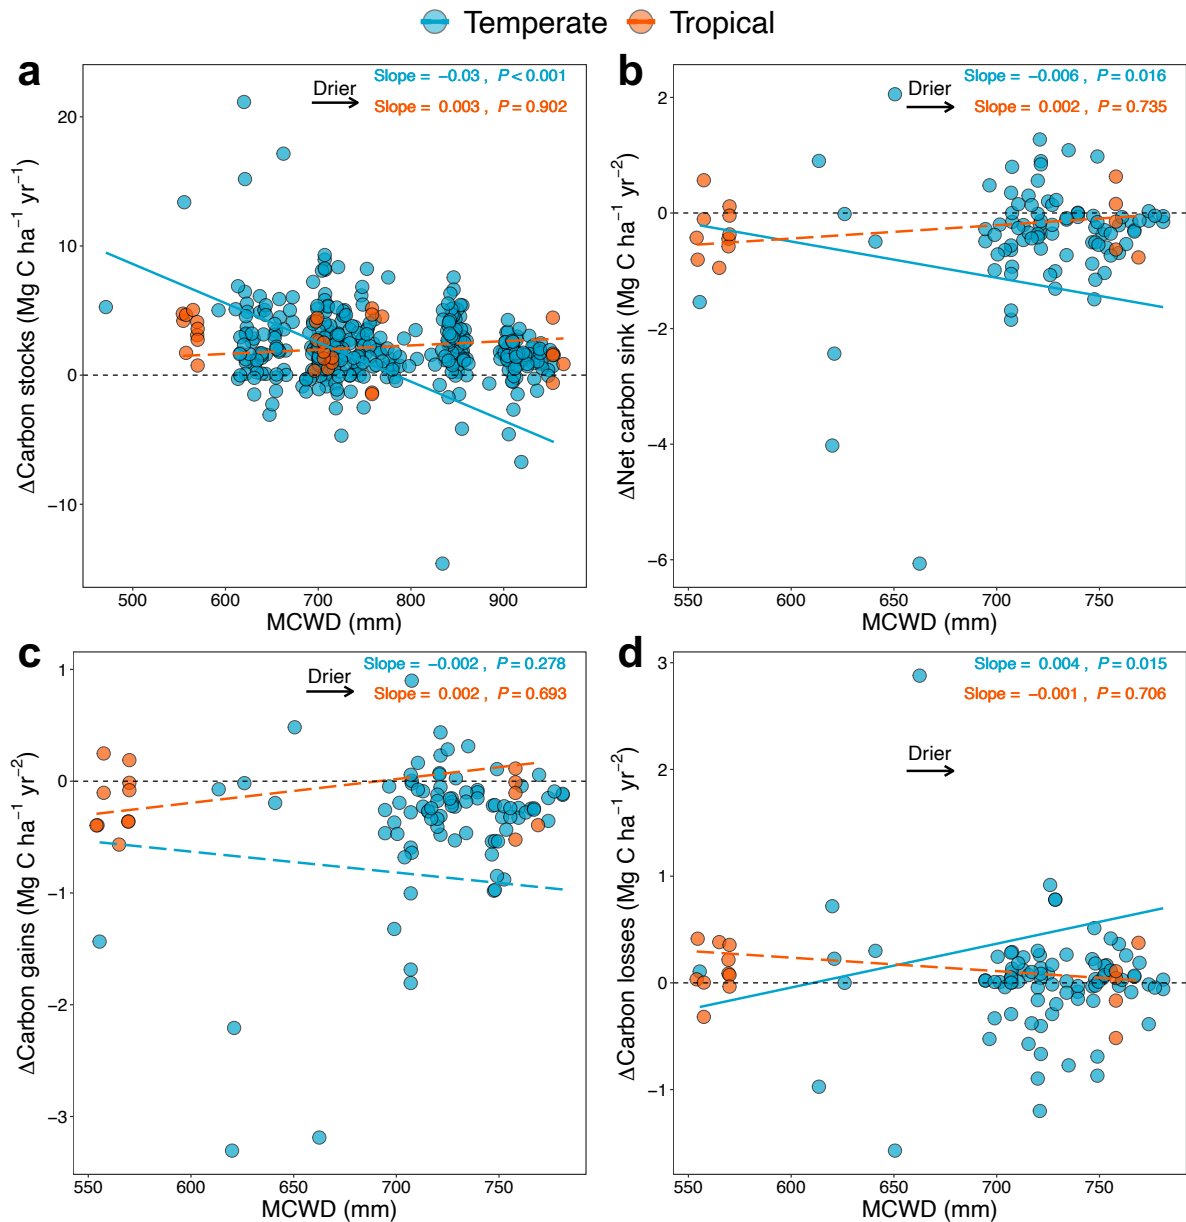 Temperate Tropical
a
Slope = −0.03 , P < 0.001
Drier
Slope = 0.003 , P = 0.902
20
10
0
−10
ΔCarbon stocks (Mg C ha⁻¹ yr⁻¹)
500 600 700 800 900
MCWD (mm)
b
Slope = −0.006 , P = 0.016
Drier
Slope = 0.002 , P = 0.735
2
0
−2
−4
−6
ΔNet carbon sink (Mg C ha⁻¹ yr⁻²)
550 600 650 700 750
MCWD (mm)
c
Slope = −0.002 , P = 0.278
Drier
Slope = 0.002 , P = 0.693
1
0
−1
−2
−3
ΔCarbon gains (Mg C ha⁻¹ yr⁻²)
550 600 650 700 750
MCWD (mm)
d
Slope = 0.004 , P = 0.015
Slope = −0.001 , P = 0.706
Drier
3
2
1
0
−1
ΔCarbon losses (Mg C ha⁻¹ yr⁻²)
550 600 650 700 750
MCWD (mm)